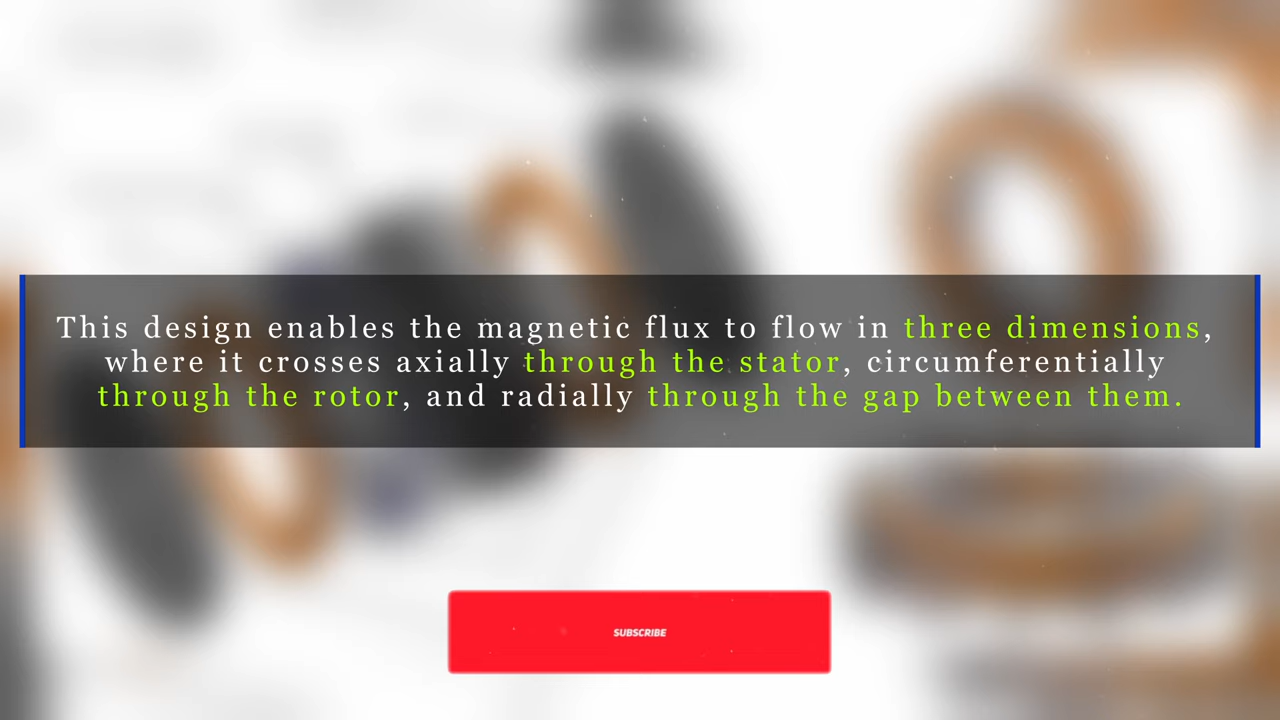 This design enables the magnetic flux to flow in three dimensions,
where it crosses axially through the stator, circumferentially
through the rotor, and radially through the gap between them.
SUBSCRIBE